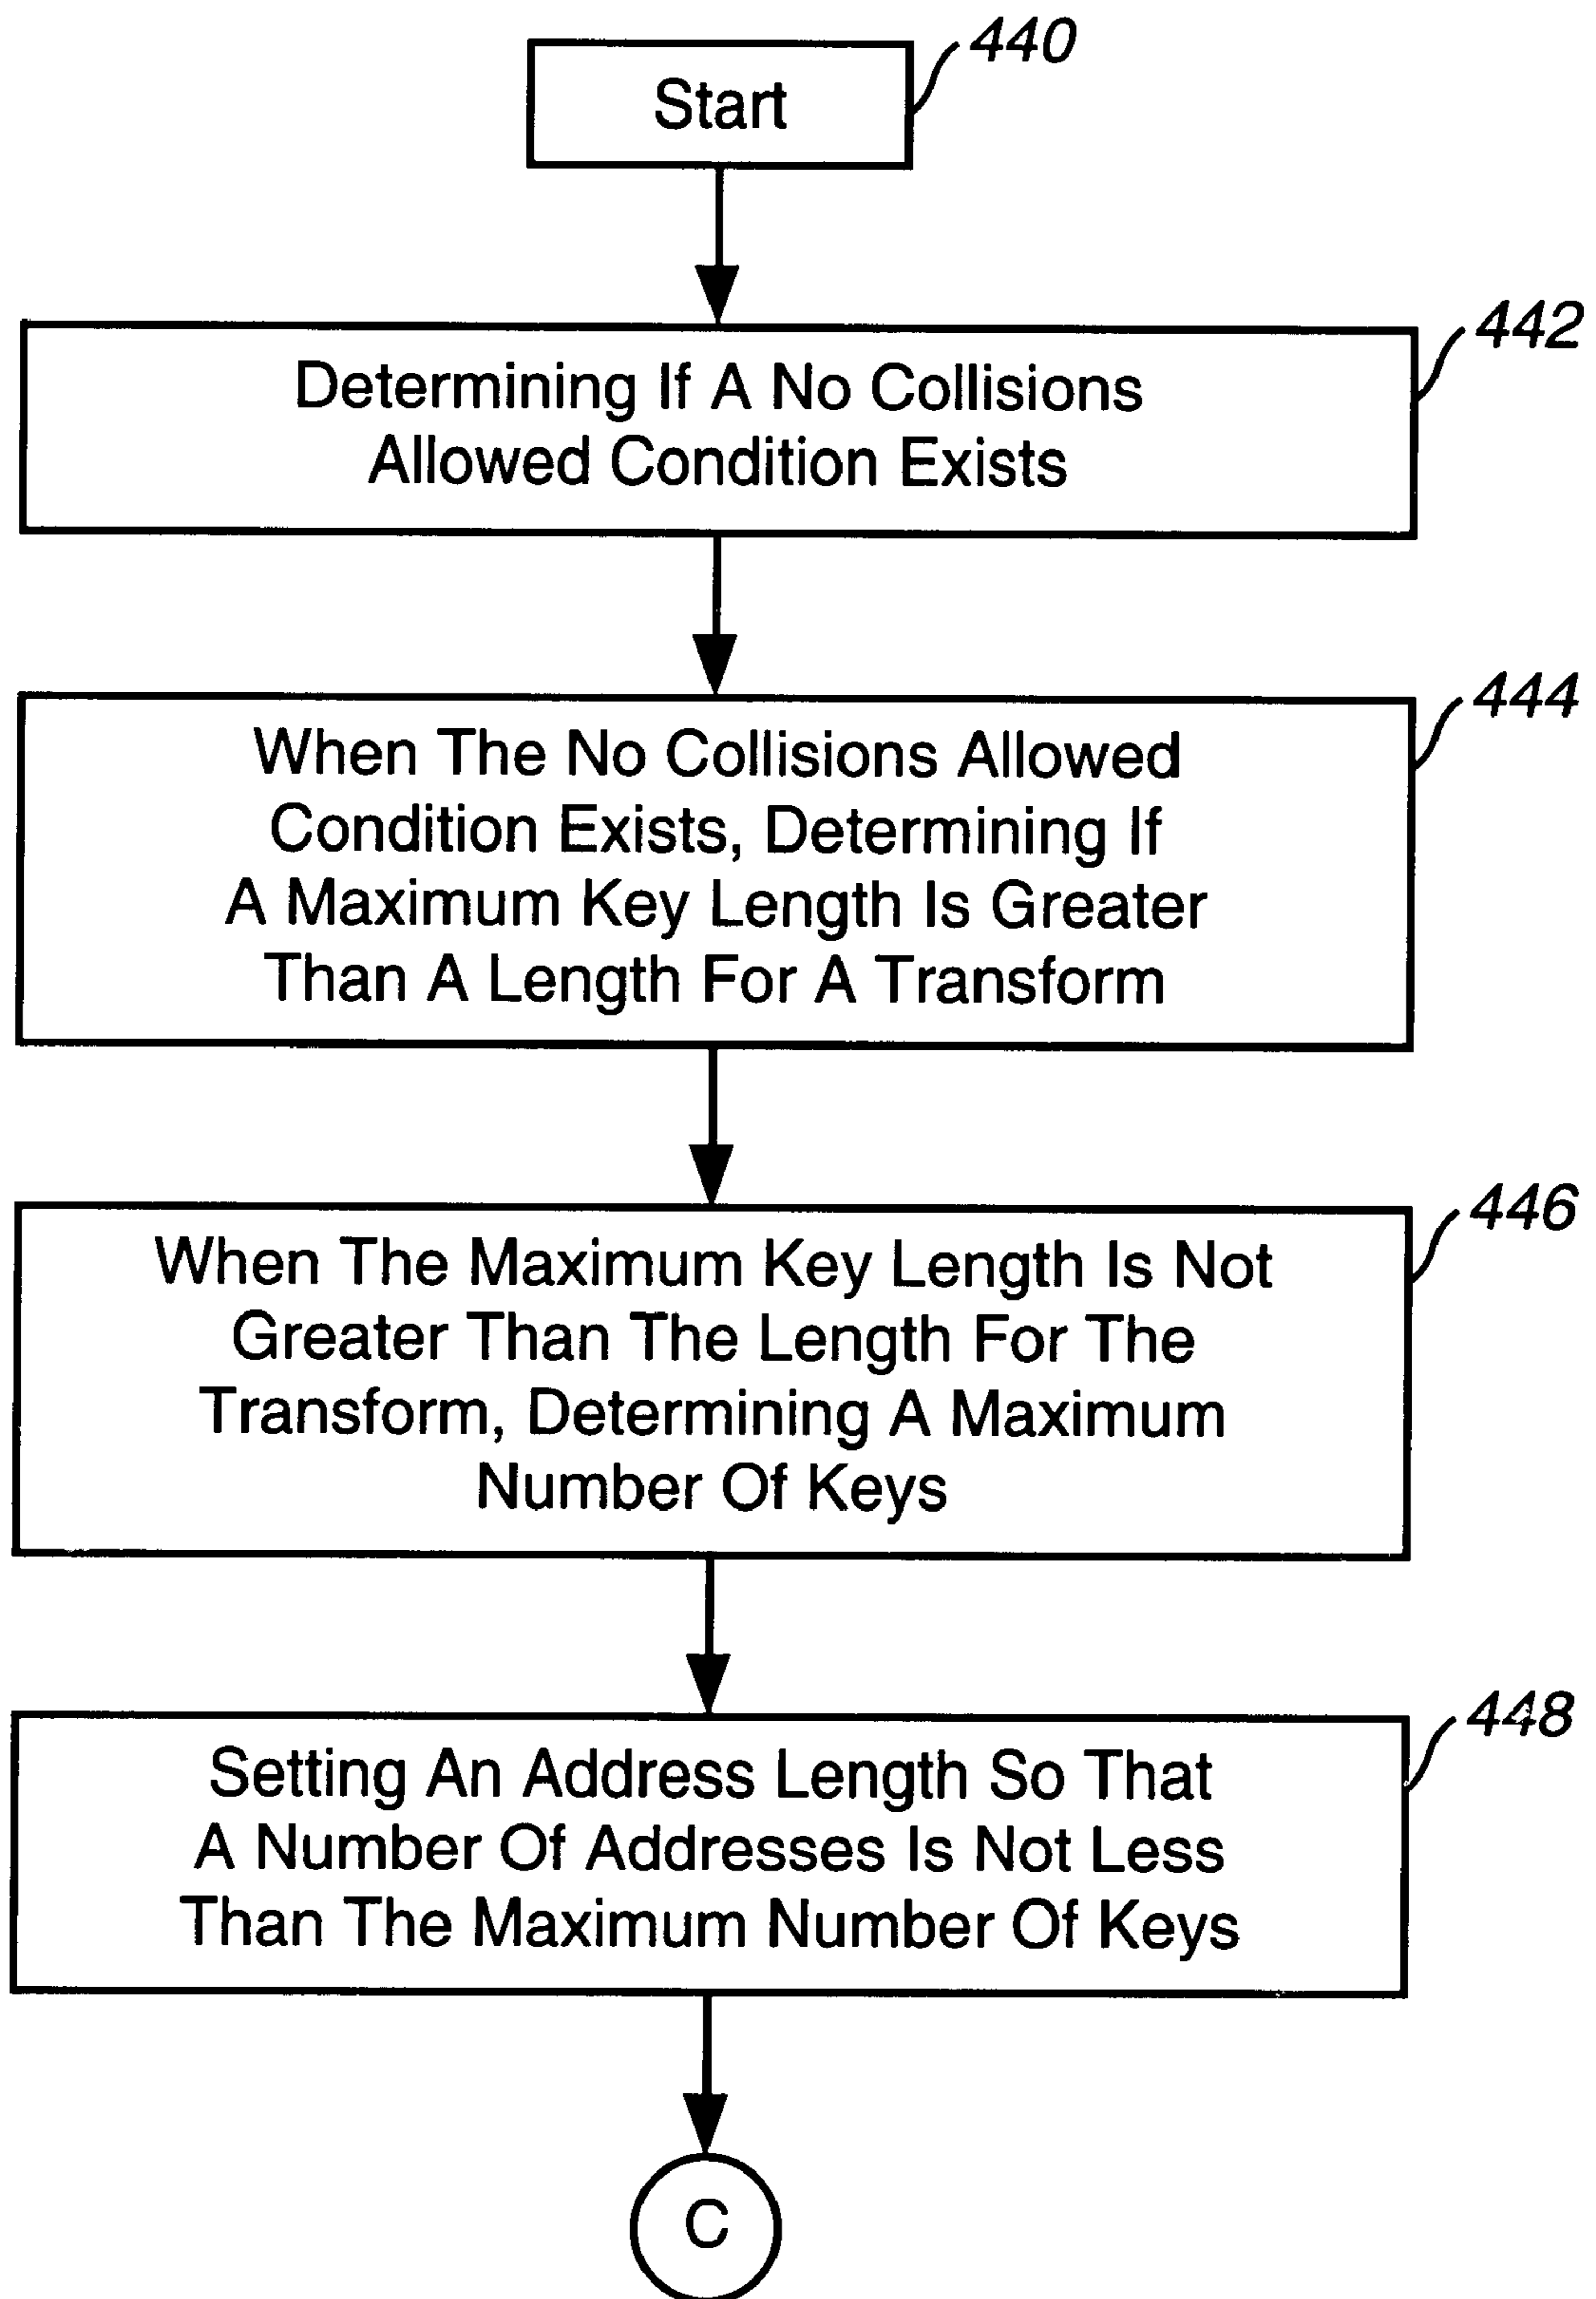 440
Start
442
Determining If A No Collisions
Allowed Condition Exists
444
When The No Collisions Allowed
Condition Exists, Determining If
A Maximum Key Length Is Greater
Than A Length For A Transform
446
When The Maximum Key Length Is Not
Greater Than The Length For The
Transform, Determining A Maximum
Number Of Keys
448
Setting An Address Length So That
A Number Of Addresses Is Not Less
Than The Maximum Number Of Keys
C